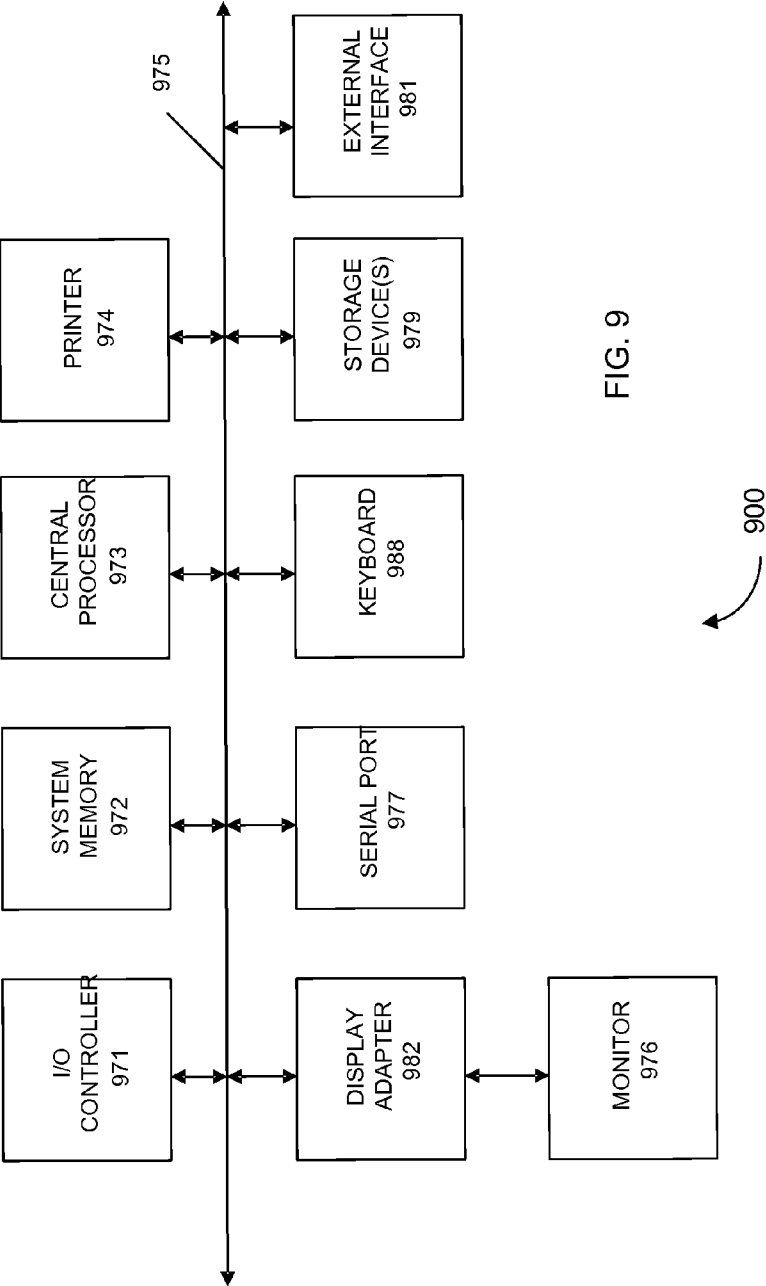 I/O
CONTROLLER
971
SYSTEM
MEMORY
972
CENTRAL
PROCESSOR
973
PRINTER
974
975
DISPLAY
ADAPTER
982
SERIAL PORT
977
KEYBOARD
988
STORAGE
DEVICE(S)
979
EXTERNAL
INTERFACE
981
MONITOR
976
FIG. 9
900